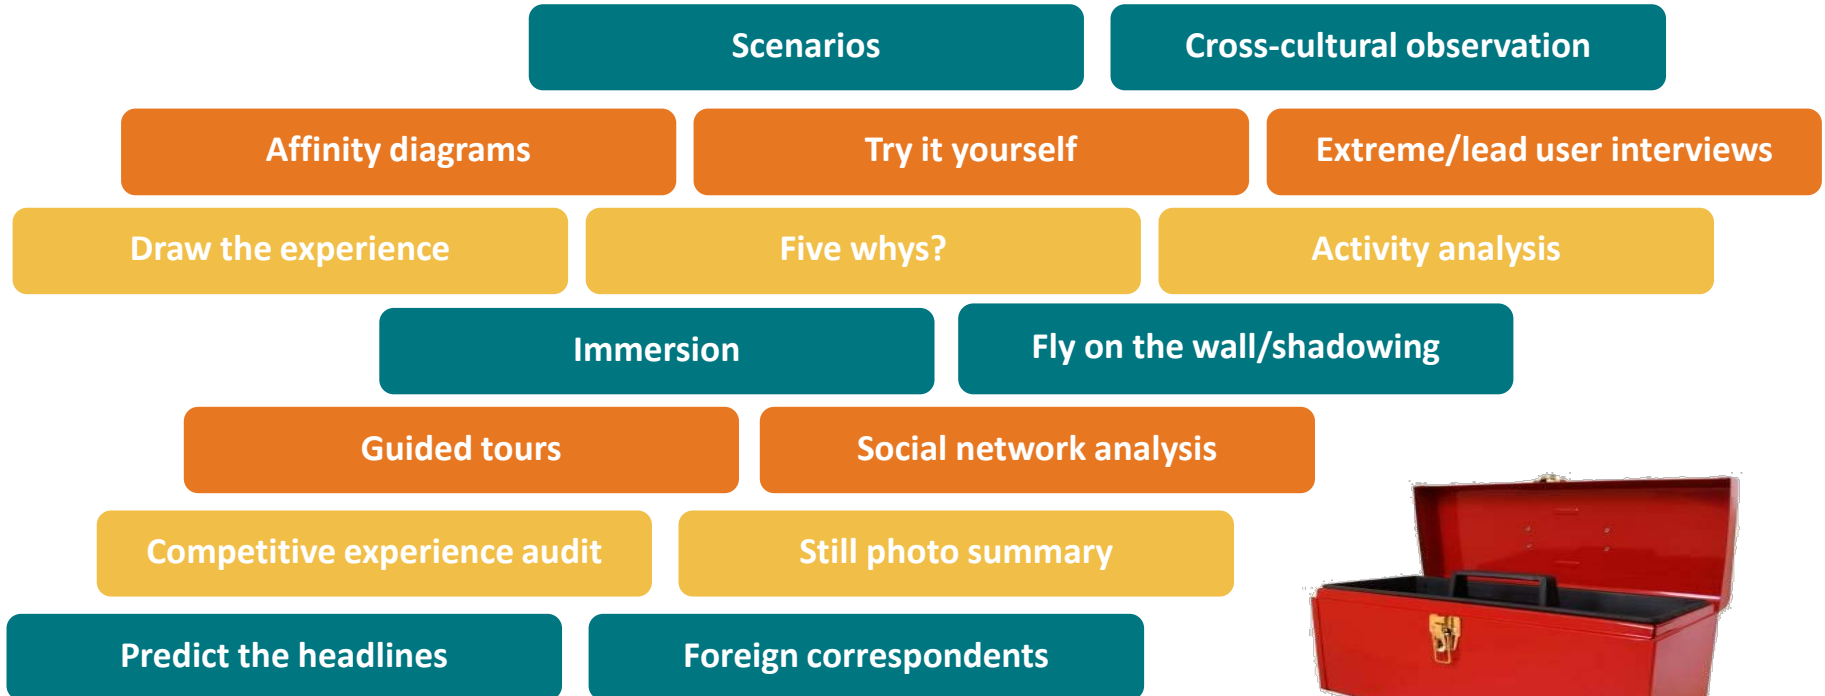 Scenarios
Cross-cultural observation
Affinity diagrams
Try it yourself
Extreme/lead user interviews
Draw the experience
Five whys?
Activity analysis
Immersion
Fly on the wall/shadowing
Guided tours
Social network analysis
Competitive experience audit
Still photo summary
Predict the headlines
Foreign correspondents